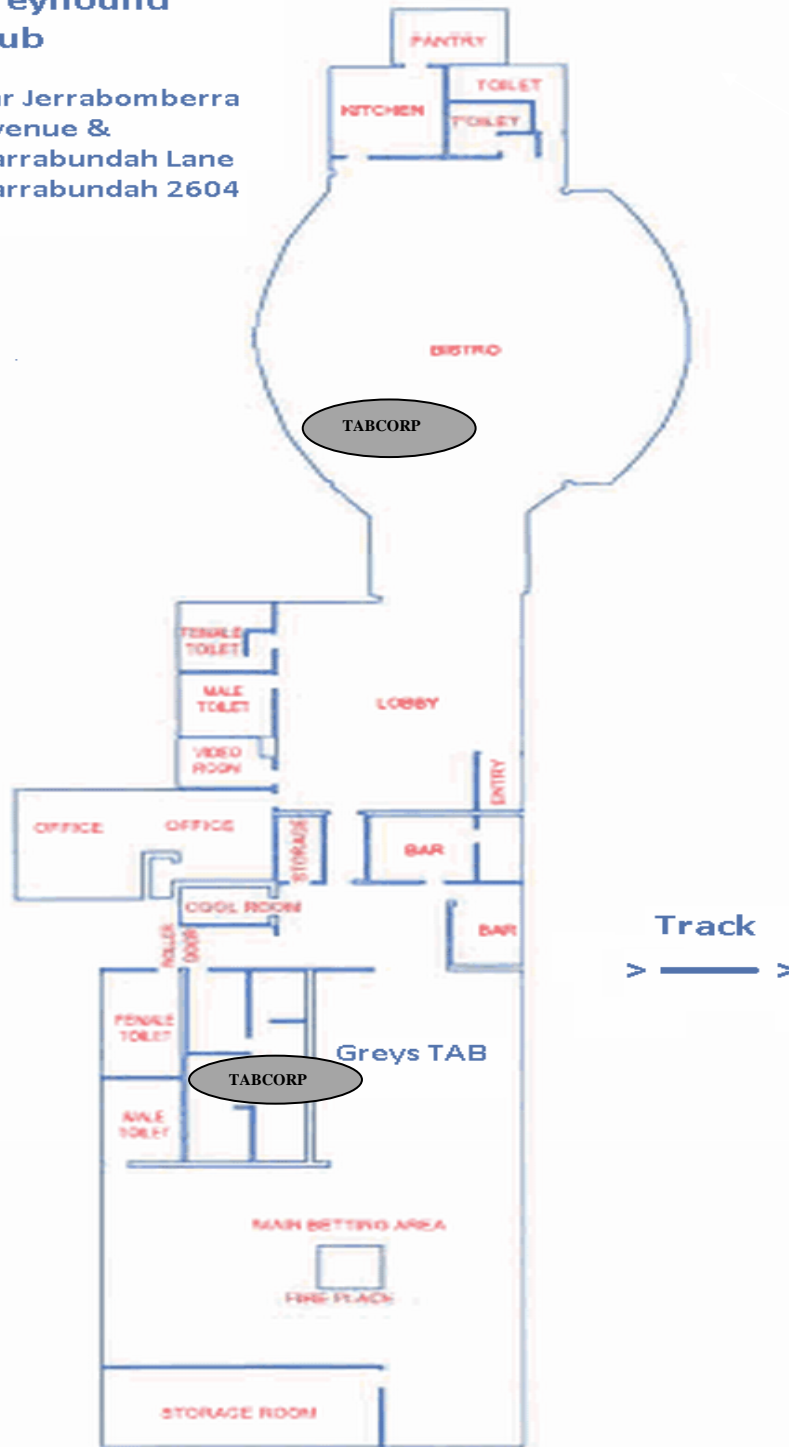 eyhound
ub
r Jerrabomberra
venue &
arrabundah Lane
arrabundah 2604
PANTRY
TOILET
KITCHEN
TOILET
BISTRO
TABCORP
FEMALE
TOILET
MALE
TOILET
LOBBY
VIDEO
ROOM
ENTRY
OFFICE
OFFICE
STORAGE
BAR
COOL ROOM
BAR
ROLLER
DOOR
Track
> <
FEMALE
TOILET
Greys TAB
TABCORP
MALE
TOILET
MAIN BETTING AREA
FIRE PLACE
STORAGE ROOM